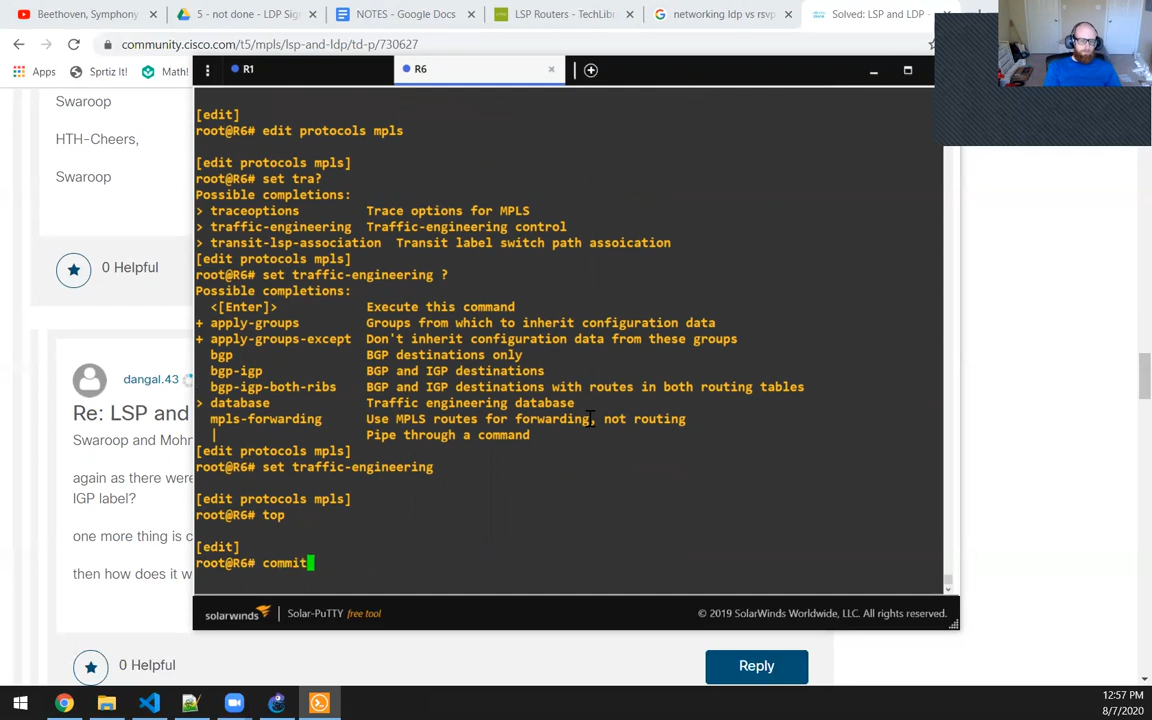 Beethoven, Symphony
5 - not done - LDP Sig
NOTES - Google Docs
LSP Routers - TechLib
networking ldp vs rsvp
Solved: LSP and LDP -
community.cisco.com/t5/mpls/lsp-and-ldp/td-p/730627
Apps
Sprtiz It!
Math!
Swaroop
HTH-Cheers,
Swaroop
0 Helpful
dangal.43
Re: LSP and
Swaroop and Mohn
again as there were
IGP label?
one more thing is c
then how does it w
0 Helpful
Reply
R1
R6
[edit]
root@R6# edit protocols mpls
[edit protocols mpls]
root@R6# set tra?
Possible completions:
> traceoptions Trace options for MPLS
> traffic-engineering Traffic-engineering control
> transit-lsp-association Transit label switch path assoication
[edit protocols mpls]
root@R6# set traffic-engineering ?
Possible completions:
<[Enter]> Execute this command
+ apply-groups Groups from which to inherit configuration data
+ apply-groups-except Don't inherit configuration data from these groups
bgp BGP destinations only
bgp-igp BGP and IGP destinations
bgp-igp-both-ribs BGP and IGP destinations with routes in both routing tables
> database Traffic engineering database
mpls-forwarding Use MPLS routes for forwarding, not routing
| Pipe through a command
[edit protocols mpls]
root@R6# set traffic-engineering
[edit protocols mpls]
root@R6# top
[edit]
root@R6# commit
solarwinds Solar-PuTTY free tool
© 2019 SolarWinds Worldwide, LLC. All rights reserved.
12:57 PM
8/7/2020